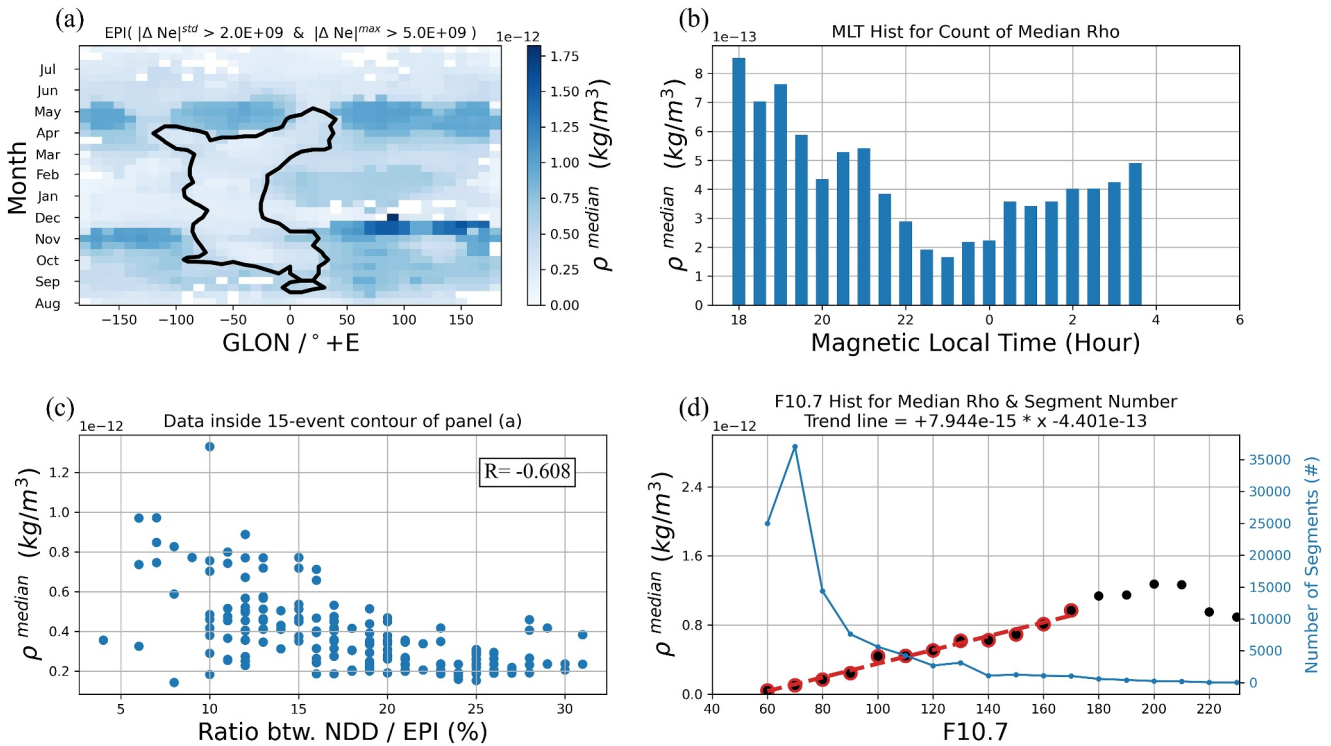 (a)
EPI( |Δ Ne|^std > 2.0E+09 & |Δ Ne|^max > 5.0E+09 )
1e−12
Month
Jul
Jun
May
Apr
Mar
Feb
Jan
Dec
Nov
Oct
Sep
Aug
−150 −100 −50 0 50 100 150
GLON /° +E
1.75
1.50
1.25
1.00
0.75
0.50
0.25
0.00
ρ^median (kg/m^3)
(b)
1e−13
MLT Hist for Count of Median Rho
ρ^median (kg/m^3)
8
7
6
5
4
3
2
1
0
18 20 22 0 2 4 6
Magnetic Local Time (Hour)
(c)
1e−12
Data inside 15-event contour of panel (a)
R= -0.608
ρ^median (kg/m^3)
1.2
1.0
0.8
0.6
0.4
0.2
5 10 15 20 25 30
Ratio btw. NDD / EPI (%)
(d)
F10.7 Hist for Median Rho & Segment Number
Trend line = +7.944e-15 * x -4.401e-13
1e−12
ρ^median (kg/m^3)
2.4
1.6
0.8
0.0
40 60 80 100 120 140 160 180 200 220
F10.7
35000
30000
25000
20000
15000
10000
5000
0
Number of Segments (#)